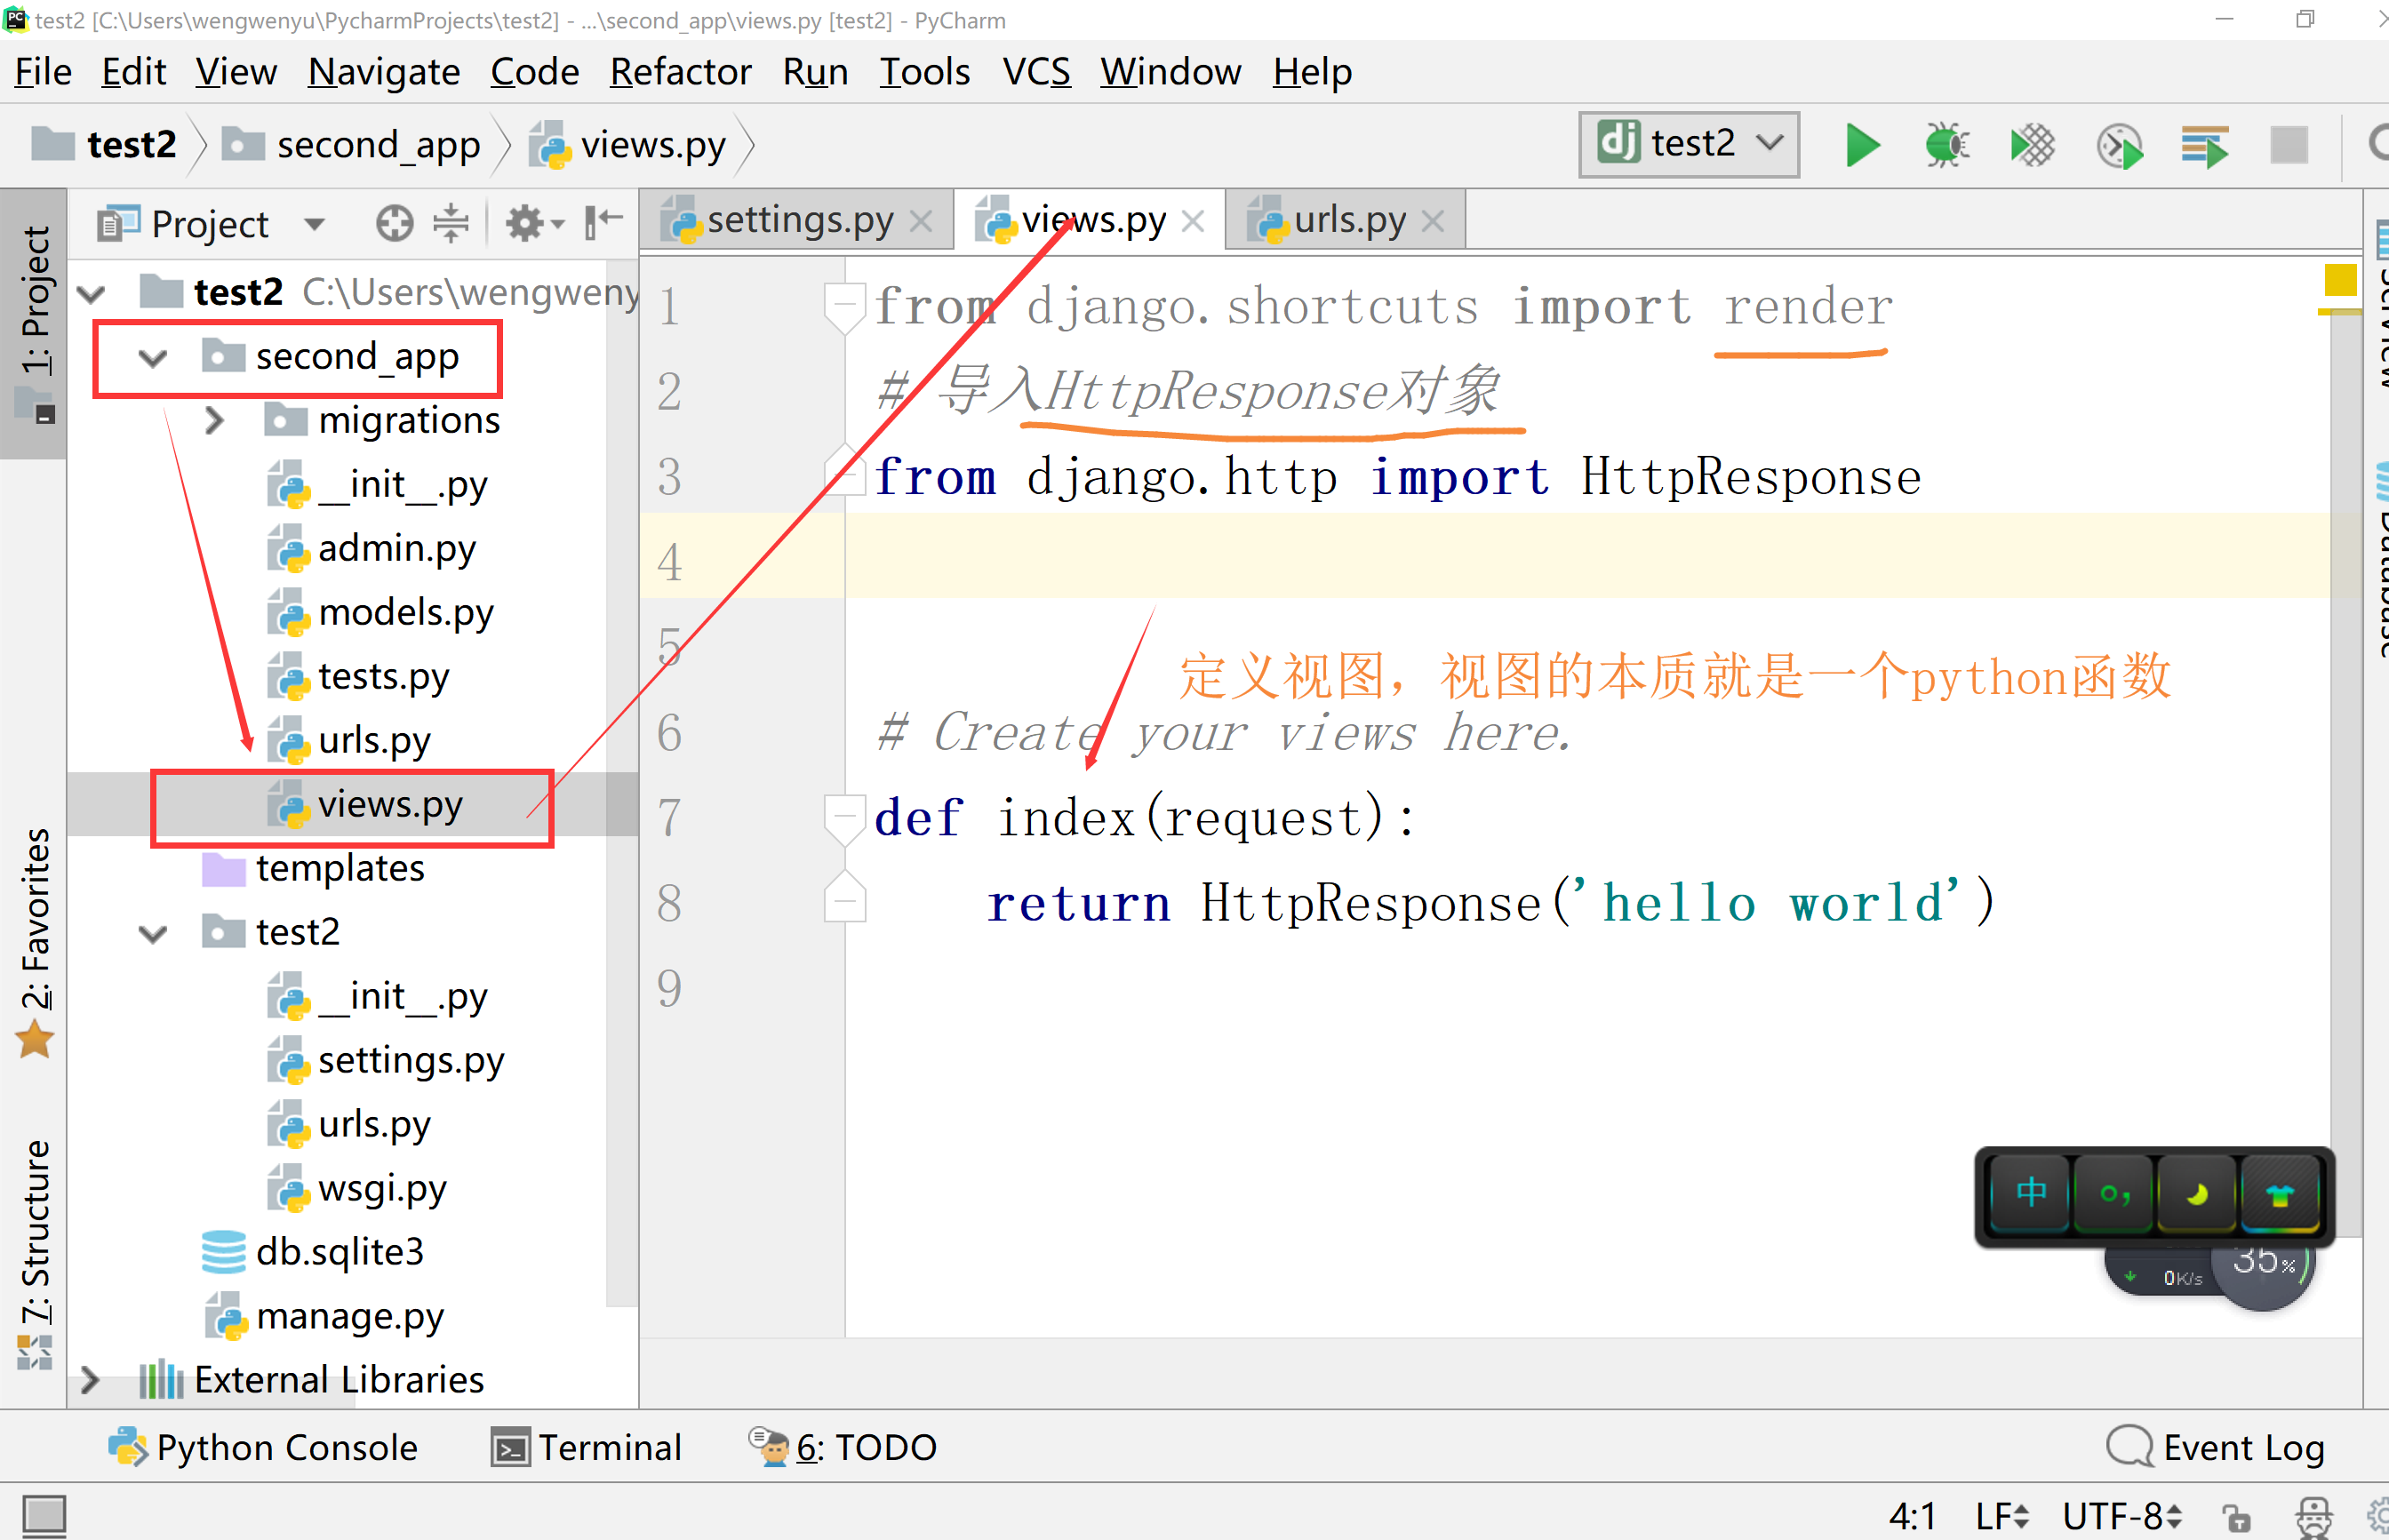 test2 [C:\Users\wengwenyu\PycharmProjects\test2] - ...\second_app\views.py [test2] - PyCharm
File Edit View Navigate Code Refactor Run Tools VCS Window Help
test2 second_app views.py
test2
1: Project
2: Favorites
7: Structure
Project
test2 C:\Users\wengweny
second_app
migrations
__init__.py
admin.py
models.py
tests.py
urls.py
views.py
templates
test2
__init__.py
settings.py
urls.py
wsgi.py
db.sqlite3
manage.py
External Libraries
settings.py views.py urls.py
1 from django.shortcuts import render
2 # 导入HttpResponse对象
3 from django.http import HttpResponse
4
5
定义视图，视图的本质就是一个python函数
6 # Create your views here.
7 def index(request):
8 return HttpResponse('hello world')
9
Database
中
0K/s
35%
Python Console Terminal 6: TODO Event Log
4:1 LF UTF-8